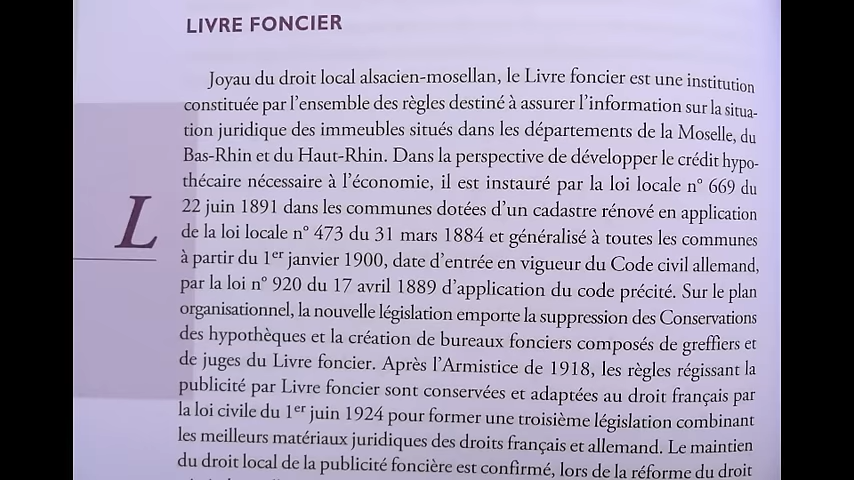 LIVRE FONCIER
Joyau du droit local alsacien-mosellan, le Livre foncier est une institution
constituée par l'ensemble des règles destiné à assurer l'information sur la situa-
tion juridique des immeubles situés dans les départements de la Moselle, du
Bas-Rhin et du Haut-Rhin. Dans la perspective de développer le crédit hypo-
thécaire nécessaire à l'économie, il est instauré par la loi locale n° 669 du
22 juin 1891 dans les communes dotées d'un cadastre rénové en application
de la loi locale n° 473 du 31 mars 1884 et généralisé à toutes les communes
à partir du 1er janvier 1900, date d'entrée en vigueur du Code civil allemand,
par la loi n° 920 du 17 avril 1889 d'application du code précité. Sur le plan
organisationnel, la nouvelle législation emporte la suppression des Conservations
des hypothèques et la création de bureaux fonciers composés de greffiers et
de juges du Livre foncier. Après l'Armistice de 1918, les règles régissant la
publicité par Livre foncier sont conservées et adaptées au droit français par
la loi civile du 1er juin 1924 pour former une troisième législation combinant
les meilleurs matériaux juridiques des droits français et allemand. Le maintien
du droit local de la publicité foncière est confirmé, lors de la réforme du droit
L